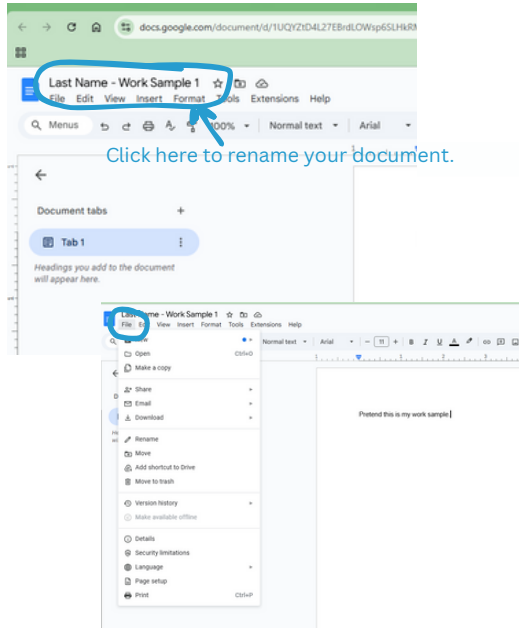 docs.google.com/document/d/1UQYZtD4L27EBrdLOWsp6SLHkRM
Last Name - Work Sample 1
File Edit View Insert Format Tools Extensions Help
Menus 100% Normal text Arial
Click here to rename your document.
Document tabs +
Tab 1
Headings you add to the document
will appear here.
Last Name - Work Sample 1
File Edit View Insert Format Tools Extensions Help
New Normal text Arial − 11 + B I U A
Open Ctrl+O
Make a copy
Share
Email
Download
Rename
Move
Add shortcut to Drive
Move to trash
Version history
Make available offline
Details
Security limitations
Language
Page setup
Print Ctrl+P
Pretend this is my work sample.